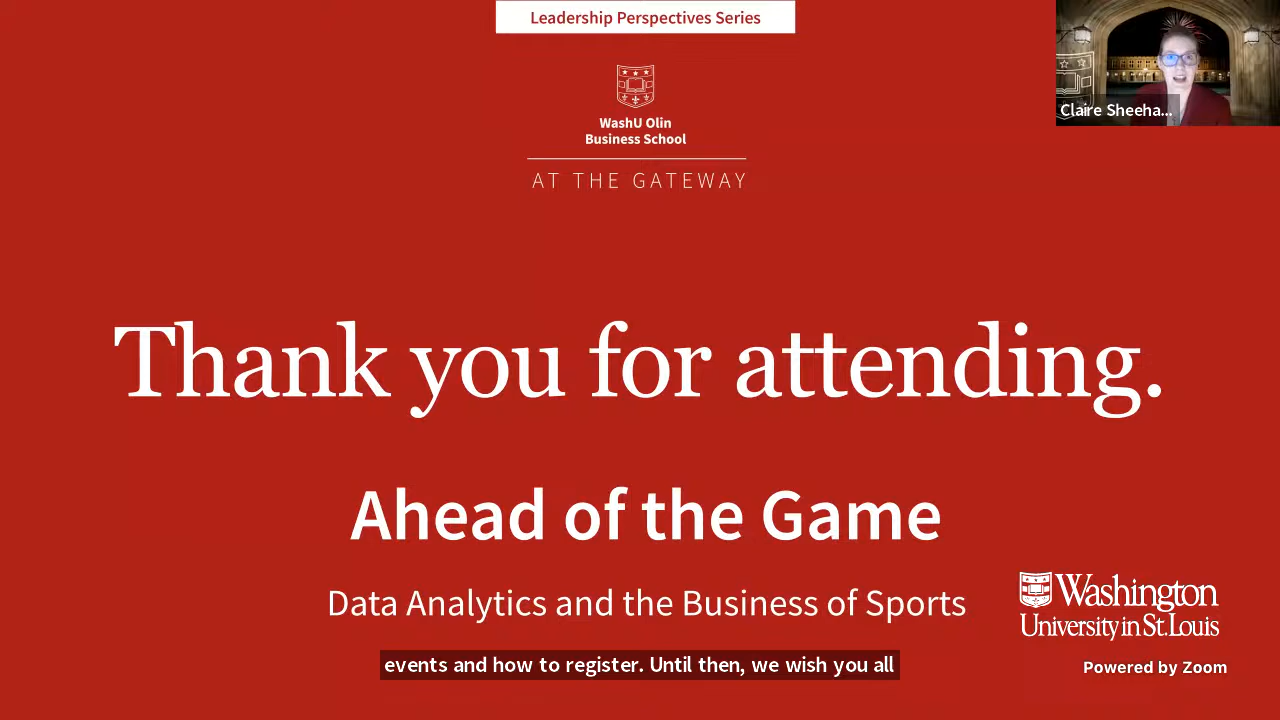 Leadership Perspectives Series
WashU Olin
Business School
AT THE GATEWAY
Claire Sheeha...
Thank you for attending.
Ahead of the Game
Data Analytics and the Business of Sports
Washington
University in St. Louis
events and how to register. Until then, we wish you all
Powered by Zoom